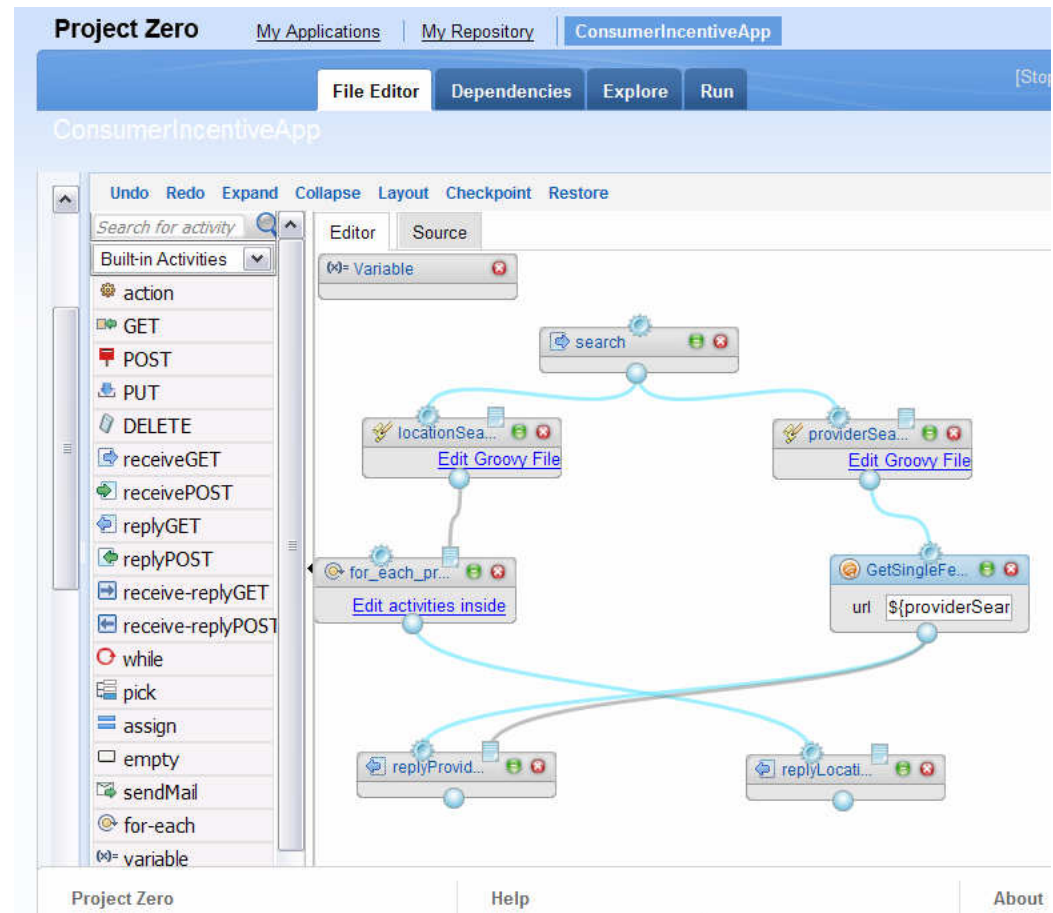 Project Zero My Applications My Repository ConsumerIncentiveApp
File Editor Dependencies Explore Run [Stop
ConsumerIncentiveApp
Undo Redo Expand Collapse Layout Checkpoint Restore
Search for activity
Editor Source
Built-in Activities
(x)= Variable
action
GET
search
POST
PUT
DELETE
locationSea... providerSea...
receiveGET
Edit Groovy File Edit Groovy File
receivePOST
replyGET
replyPOST
for_each_pr... GetSingleFe...
receive-replyGET
Edit activities inside url ${providerSear
receive-replyPOST
while
pick
assign
empty
replyProvid... replyLocati...
sendMail
for-each
(x)= variable
Project Zero Help About